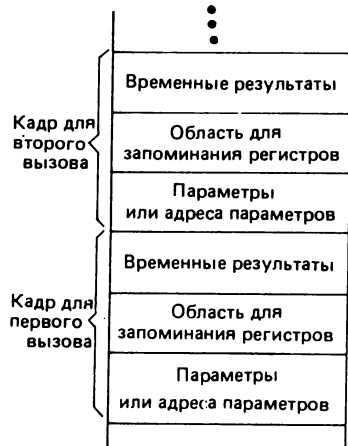 Временные результаты
Кадр для
второго
вызова
Область для
запоминания регистров
Параметры
или адреса параметров
Временные результаты
Кадр для
первого
вызова
Область для
запоминания регистров
Параметры
или адреса параметров